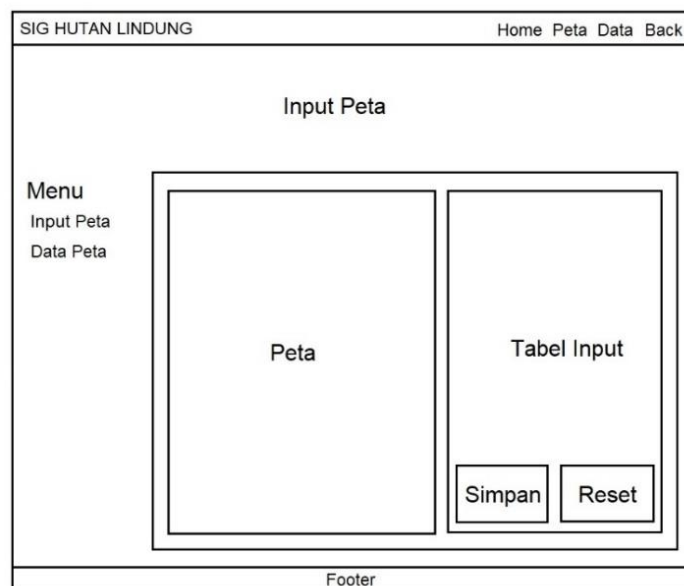 SIG HUTAN LINDUNG
Home Peta Data Back
Input Peta
Menu
Input Peta
Data Peta
Peta
Tabel Input
Simpan
Reset
Footer